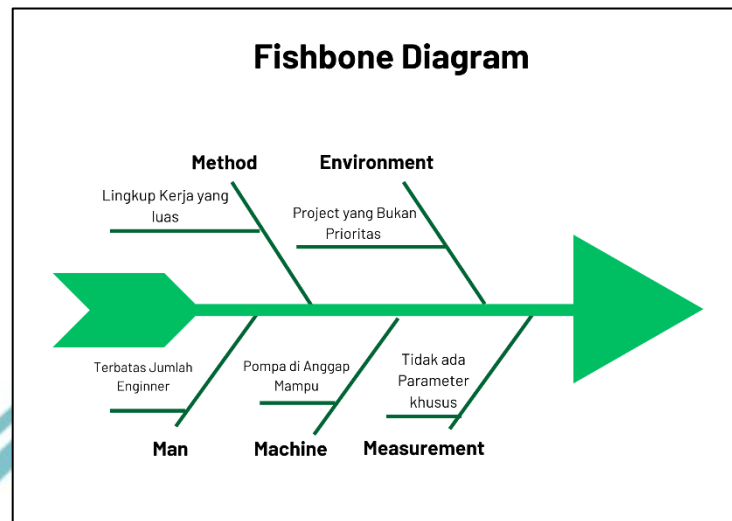 Fishbone Diagram
Method
Environment
Lingkup Kerja yang
luas
Project yang Bukan
Prioritas
Terbatas Jumlah
Enginner
Pompa di Anggap
Mampu
Tidak ada
Parameter
khusus
Man
Machine
Measurement